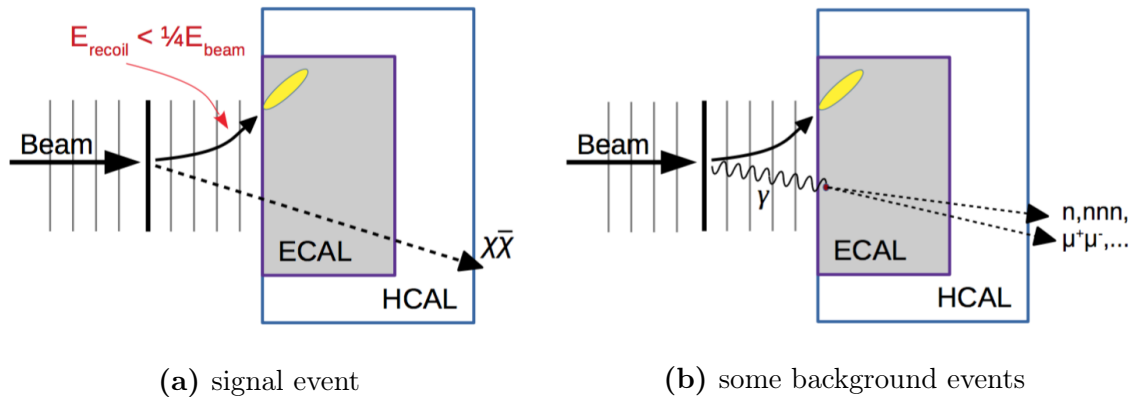 E_recoil < ¼E_beam
Beam
ECAL
χχ̄
HCAL
(a) signal event
Beam
γ
ECAL
n,nnn,
μ⁺μ⁻,...
HCAL
(b) some background events